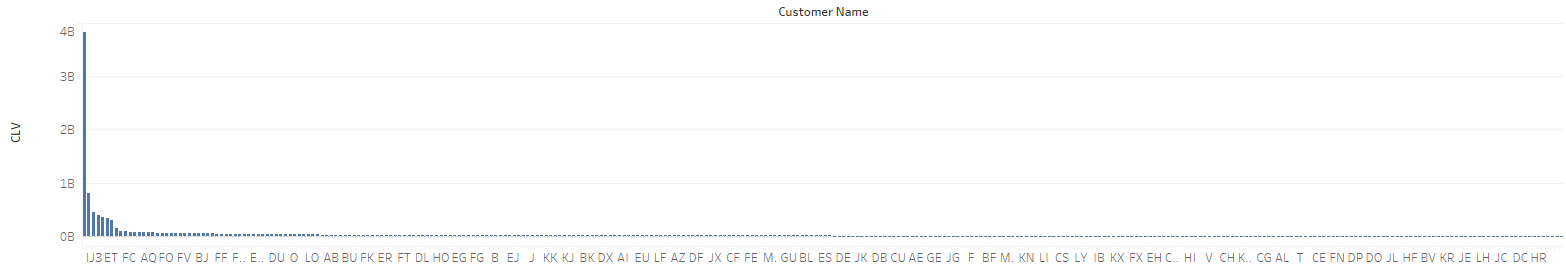 Customer Name
4B
3B
2B
1B
0B
CLV
IJ3 ET FC AQ FO FV BJ FF F.. E.. DU O LO AB BU FK ER FT DL HO EG FG B EJ J KK KJ BK DX AI EU LF AZ DF JX CF FE M. GU BL ES DE JK DB CU AE GE JG F BF M. KN LI CS LY IB KX FX EH C.. HI V CH K.. CG AL T CE FN DP DO JL HF BV KR JE LH JC DC HR